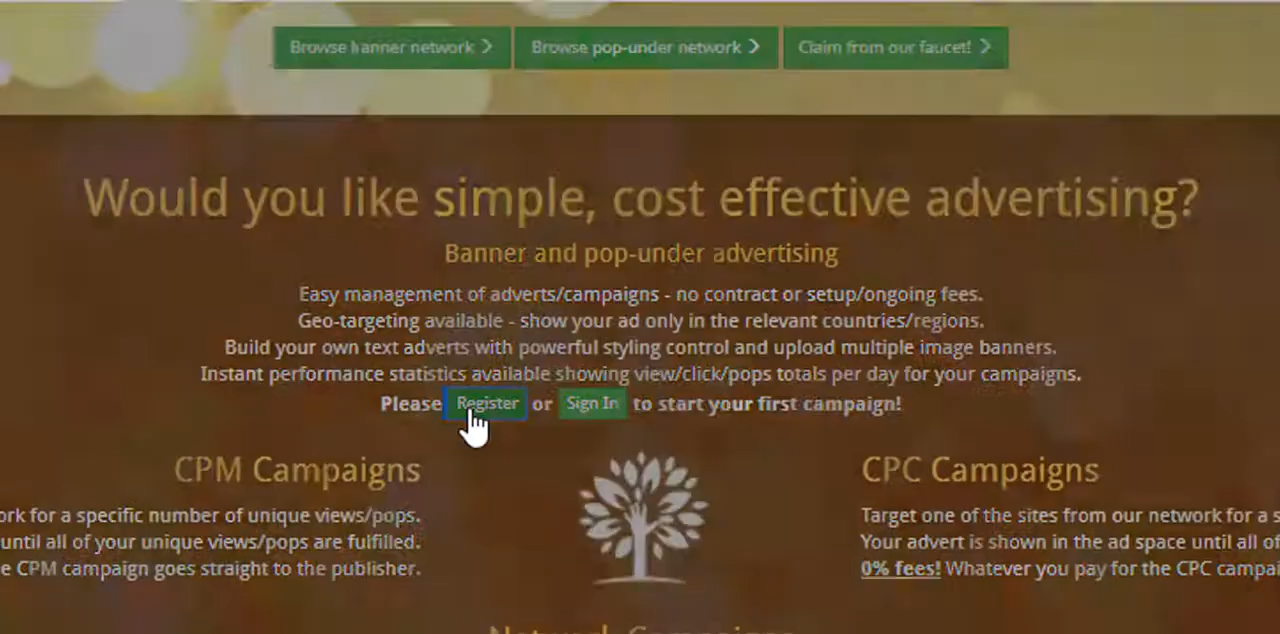 Browse banner network
Browse pop-under network
Claim from our faucet!
Would you like simple, cost effective advertising?
Banner and pop-under advertising
Easy management of adverts/campaigns - no contract or setup/ongoing fees.
Geo-targeting available - show your ad only in the relevant countries/regions.
Build your own text adverts with powerful styling control and upload multiple image banners.
Instant performance statistics available showing view/click/pops totals per day for your campaigns.
Please Register or Sign In to start your first campaign!
CPM Campaigns
for a specific number of unique views/pops.
until all of your unique views/pops are fulfilled.
CPM campaign goes straight to the publisher.
CPC Campaigns
Target one of the sites from our network for a
Your advert is shown in the ad space until all of
0% fees! Whatever you pay for the CPC